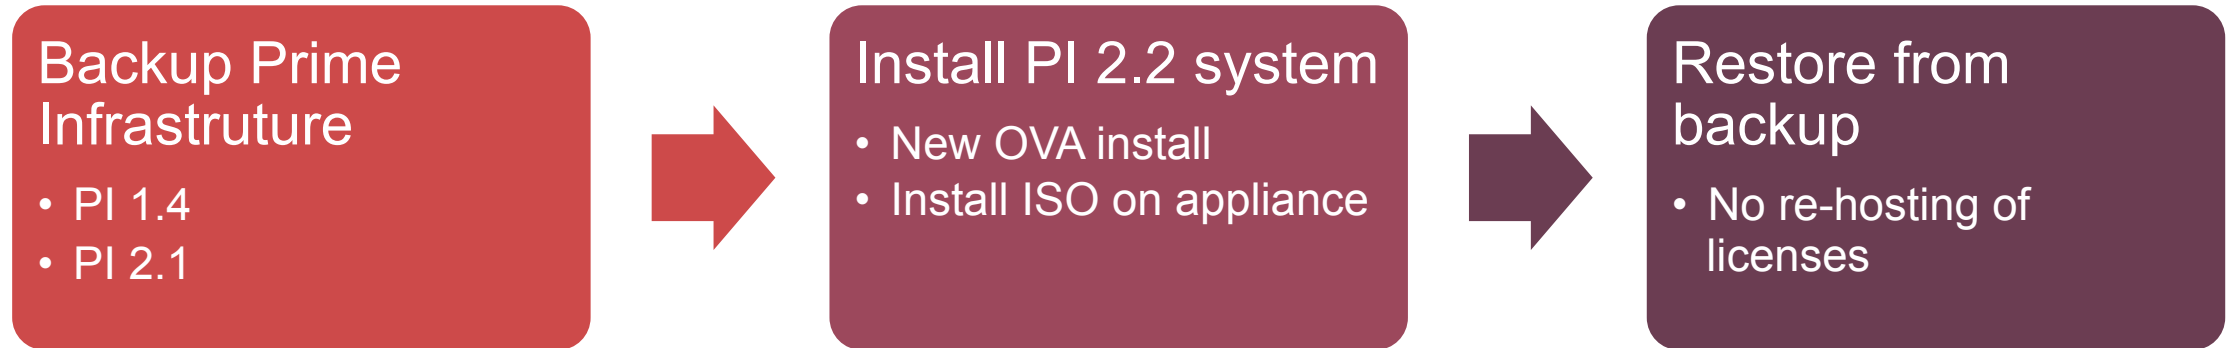 Backup Prime
Infrastruture
• PI 1.4
• PI 2.1
Install PI 2.2 system
• New OVA install
• Install ISO on appliance
Restore from
backup
• No re-hosting of
licenses